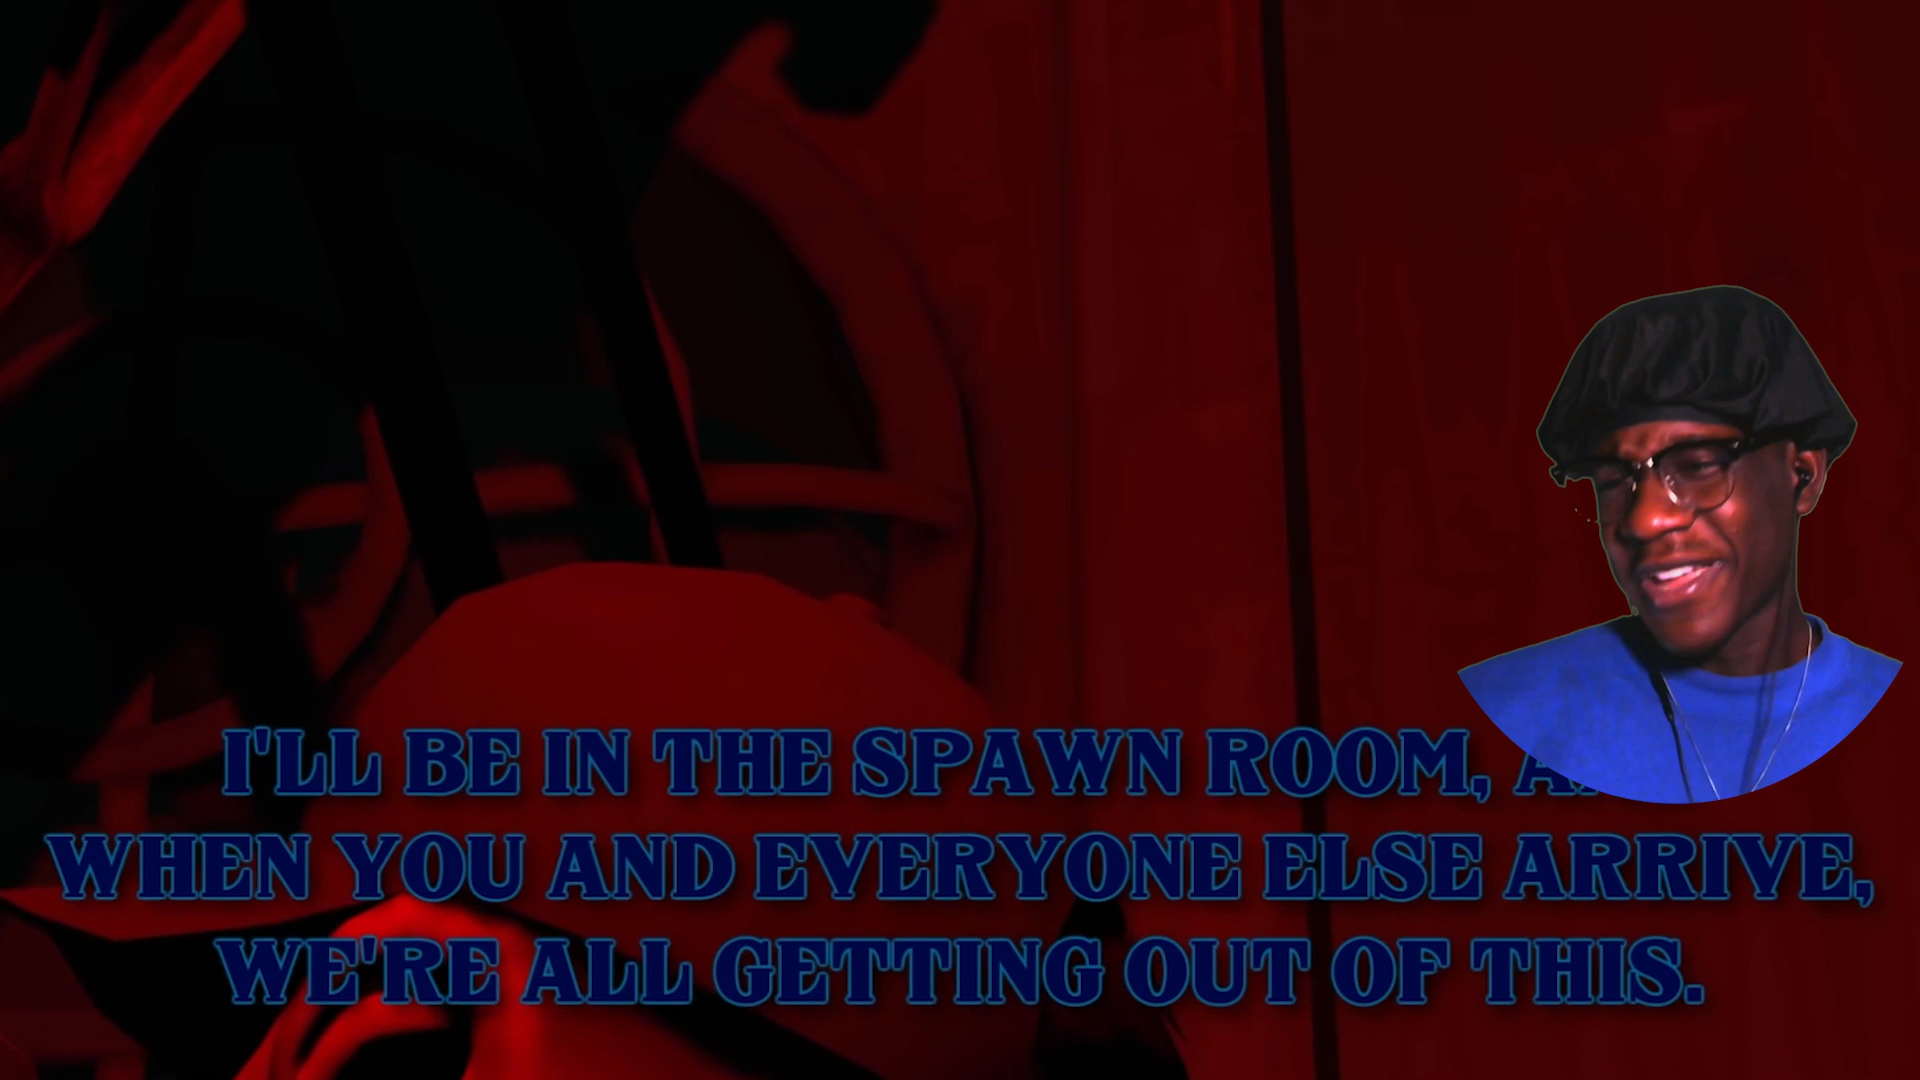 I'LL BE IN THE SPAWN ROOM,
WHEN YOU AND EVERYONE ELSE ARRIVE,
WE'RE ALL GETTING OUT OF THIS.